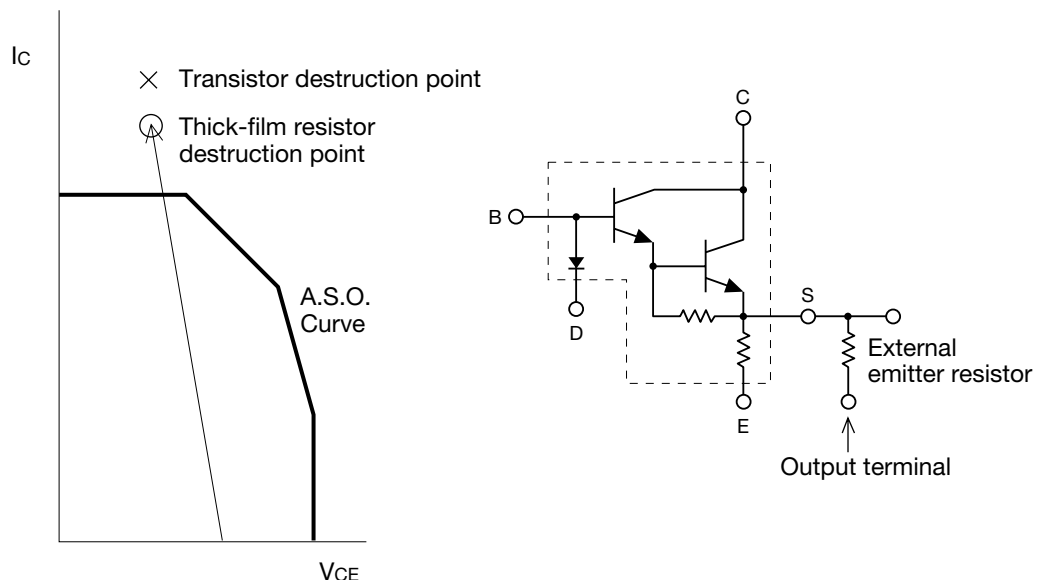 IC
× Transistor destruction point
Thick-film resistor
destruction point
A.S.O.
Curve
VCE
C
B
D
S
E
External
emitter resistor
Output terminal